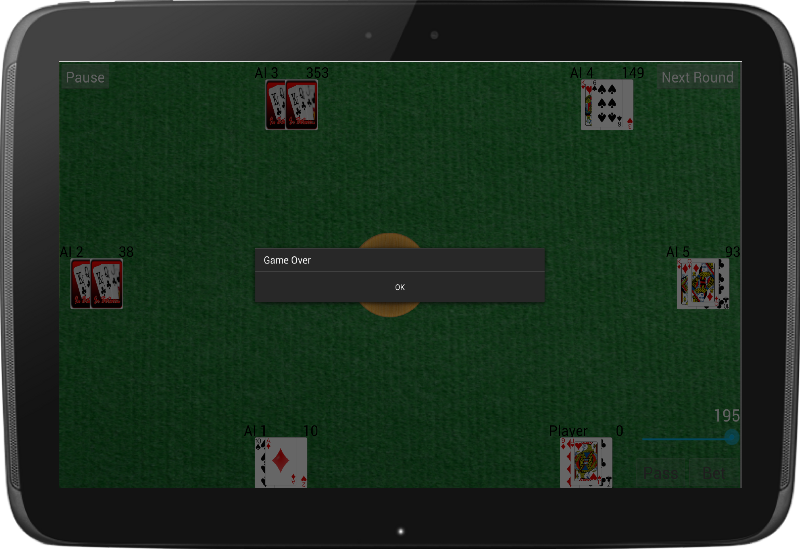 Pause
AI 3 353
AI 4 149
Next Round
AI 2 38
AI 5 93
Game Over
OK
195
AI 1 10
Player 0
Pass Bet